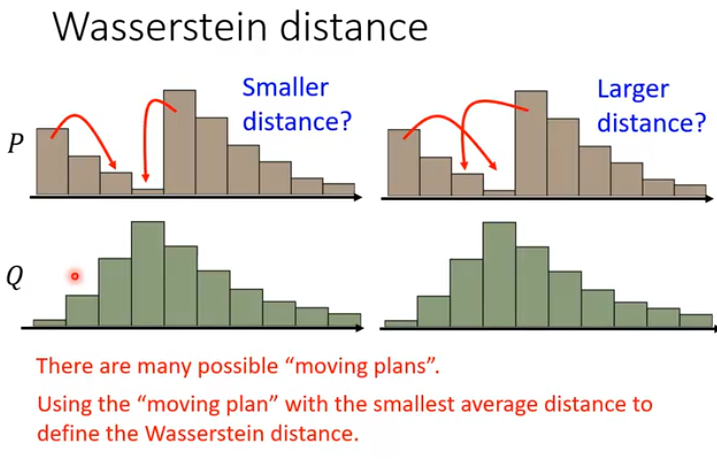 Wasserstein distance
Smaller
distance?
Larger
distance?
P
Q
There are many possible “moving plans”.
Using the “moving plan” with the smallest average distance to
define the Wasserstein distance.